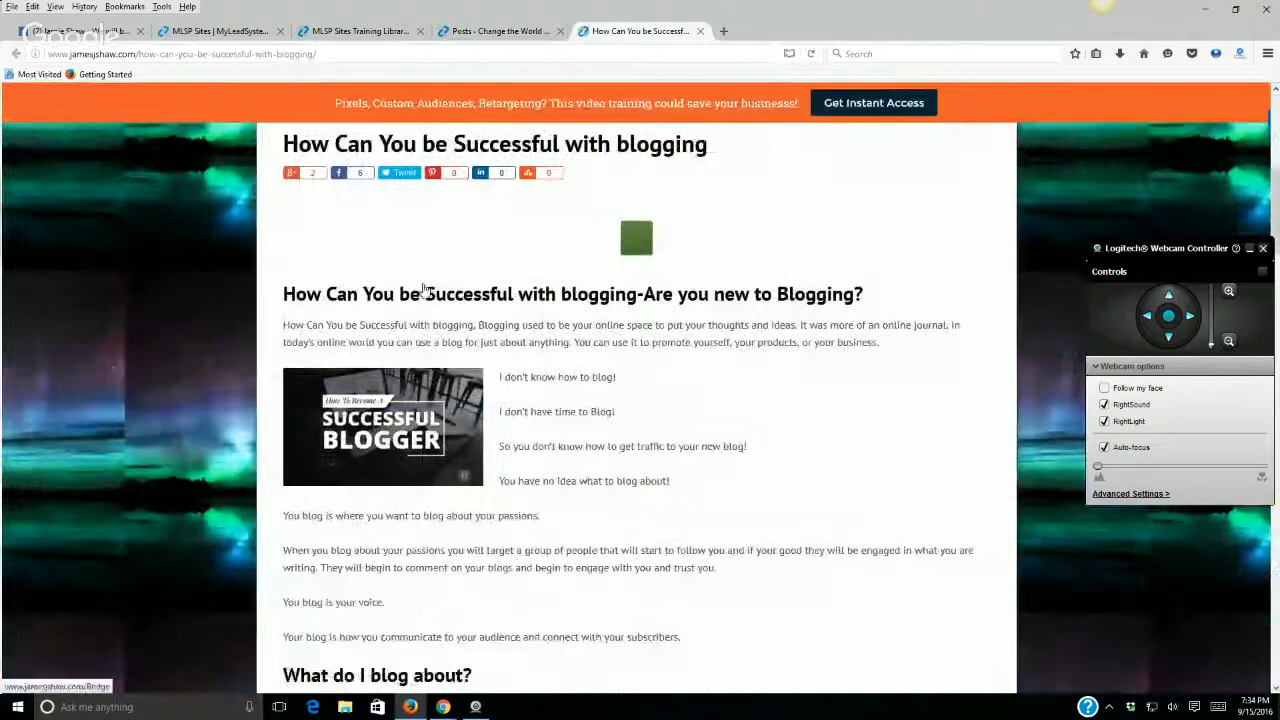 File Edit View History Bookmarks Tools Help
MLSP Sites | MyLeadSystem...
MLSP Sites Training Librar...
Posts ‹ Change the World ...
How Can You be Successf...
Google
www.jamesjshaw.com/how-can-you-be-successful-with-blogging/
Search
Most Visited Getting Started
Pixels, Custom Audiences, Retargeting? This video training could save your businesss!
Get Instant Access
How Can You be Successful with blogging
2 6 Tweet 0 0 0
How Can You be Successful with blogging-Are you new to Blogging?
How Can You be Successful with blogging, Blogging used to be your online space to put your thoughts and ideas. It was more of an online journal, In
today's online world you can use a blog for just about anything. You can use it to promote yourself, your products, or your business.
How To Become A
SUCCESSFUL
BLOGGER
I don't know how to blog!
I don't have time to Blog!
So you don't know how to get traffic to your new blog!
You have no idea what to blog about!
You blog is where you want to blog about your passions.
When you blog about your passions you will target a group of people that will start to follow you and if your good they will be engaged in what you are
writing. They will begin to comment on your blogs and begin to engage with you and trust you.
You blog is your voice.
Your blog is how you communicate to your audience and connect with your subscribers.
What do I blog about?
www.jamesjshaw.com/Bridge
Logitech® Webcam Controller
Controls
Webcam options
Follow my face
RightSound
RightLight
Auto-focus
Advanced Settings >
Ask me anything
7:34 PM
9/15/2016